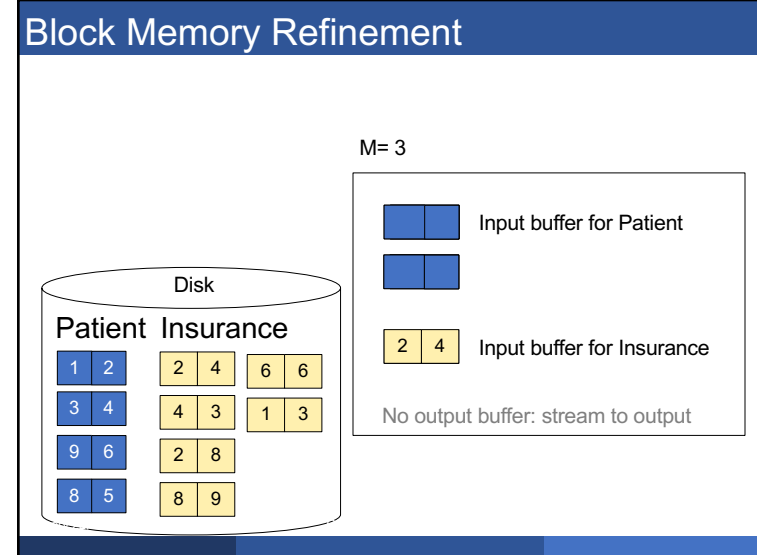 Block Memory Refinement
M= 3
Input buffer for Patient
2 4 Input buffer for Insurance
No output buffer: stream to output
Disk
Patient Insurance
1 2 2 4 6 6
3 4 4 3 1 3
9 6 2 8
8 5 8 9